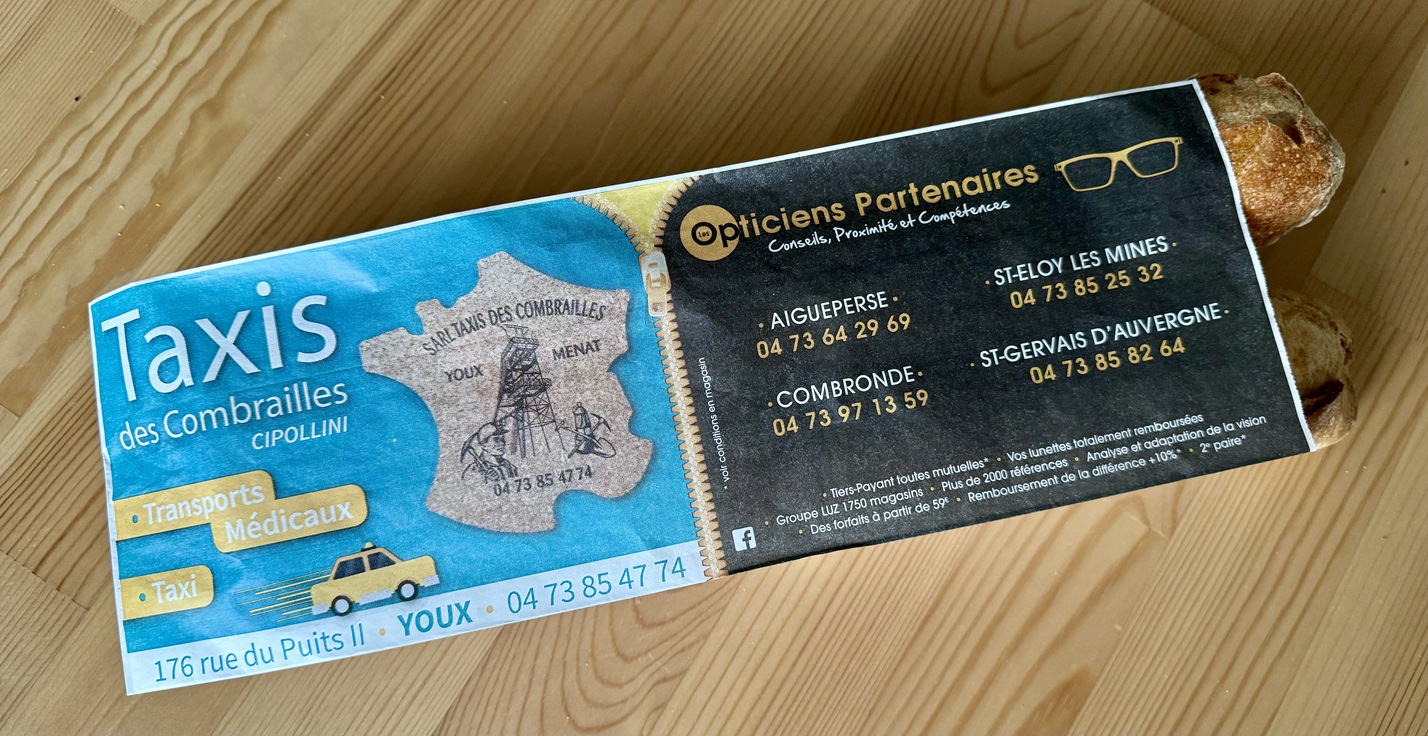 Taxis
des Combrailles
CIPOLLINI
• Transports
Médicaux
• Taxi
SARL TAXIS DES COMBRAILLES
YOUX
MENAT
04 73 85 47 74
176 rue du Puits II • YOUX • 04 73 85 47 74
Les Opticiens Partenaires
Conseils, Proximité et Compétences
• AIGUEPERSE •
04 73 64 29 69
• COMBRONDE •
04 73 97 13 59
• ST-ELOY LES MINES •
04 73 85 25 32
• ST-GERVAIS D'AUVERGNE •
04 73 85 82 64
• Tiers-Payant toutes mutuelles* • Vos lunettes totalement remboursées
• Groupe LUZ 1750 magasins • Plus de 2000 références • Analyse et adaptation de la vision
• Des forfaits à partir de 59€ • Remboursement de la différence +10%* • 2e paire*
* voir conditions en magasin
f